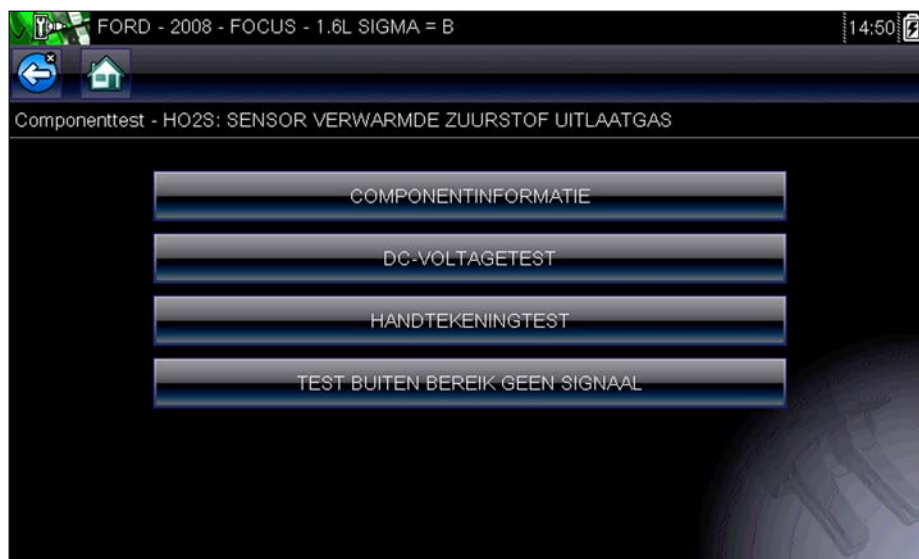 FORD - 2008 - FOCUS - 1.6L SIGMA = B 14:50
Componenttest - HO2S: SENSOR VERWARMDE ZUURSTOF UITLAATGAS
COMPONENTINFORMATIE
DC-VOLTAGETEST
HANDTEKENINGTEST
TEST BUITEN BEREIK GEEN SIGNAAL